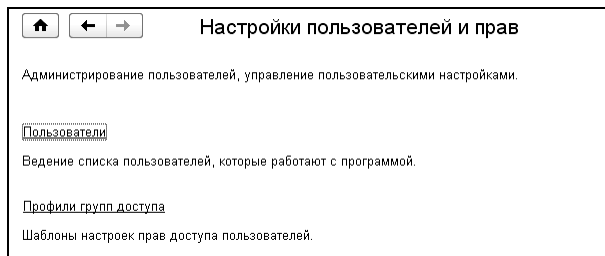 Настройки пользователей и прав
Администрирование пользователей, управление пользовательскими настройками.
Пользователи
Ведение списка пользователей, которые работают с программой.
Профили групп доступа
Шаблоны настроек прав доступа пользователей.